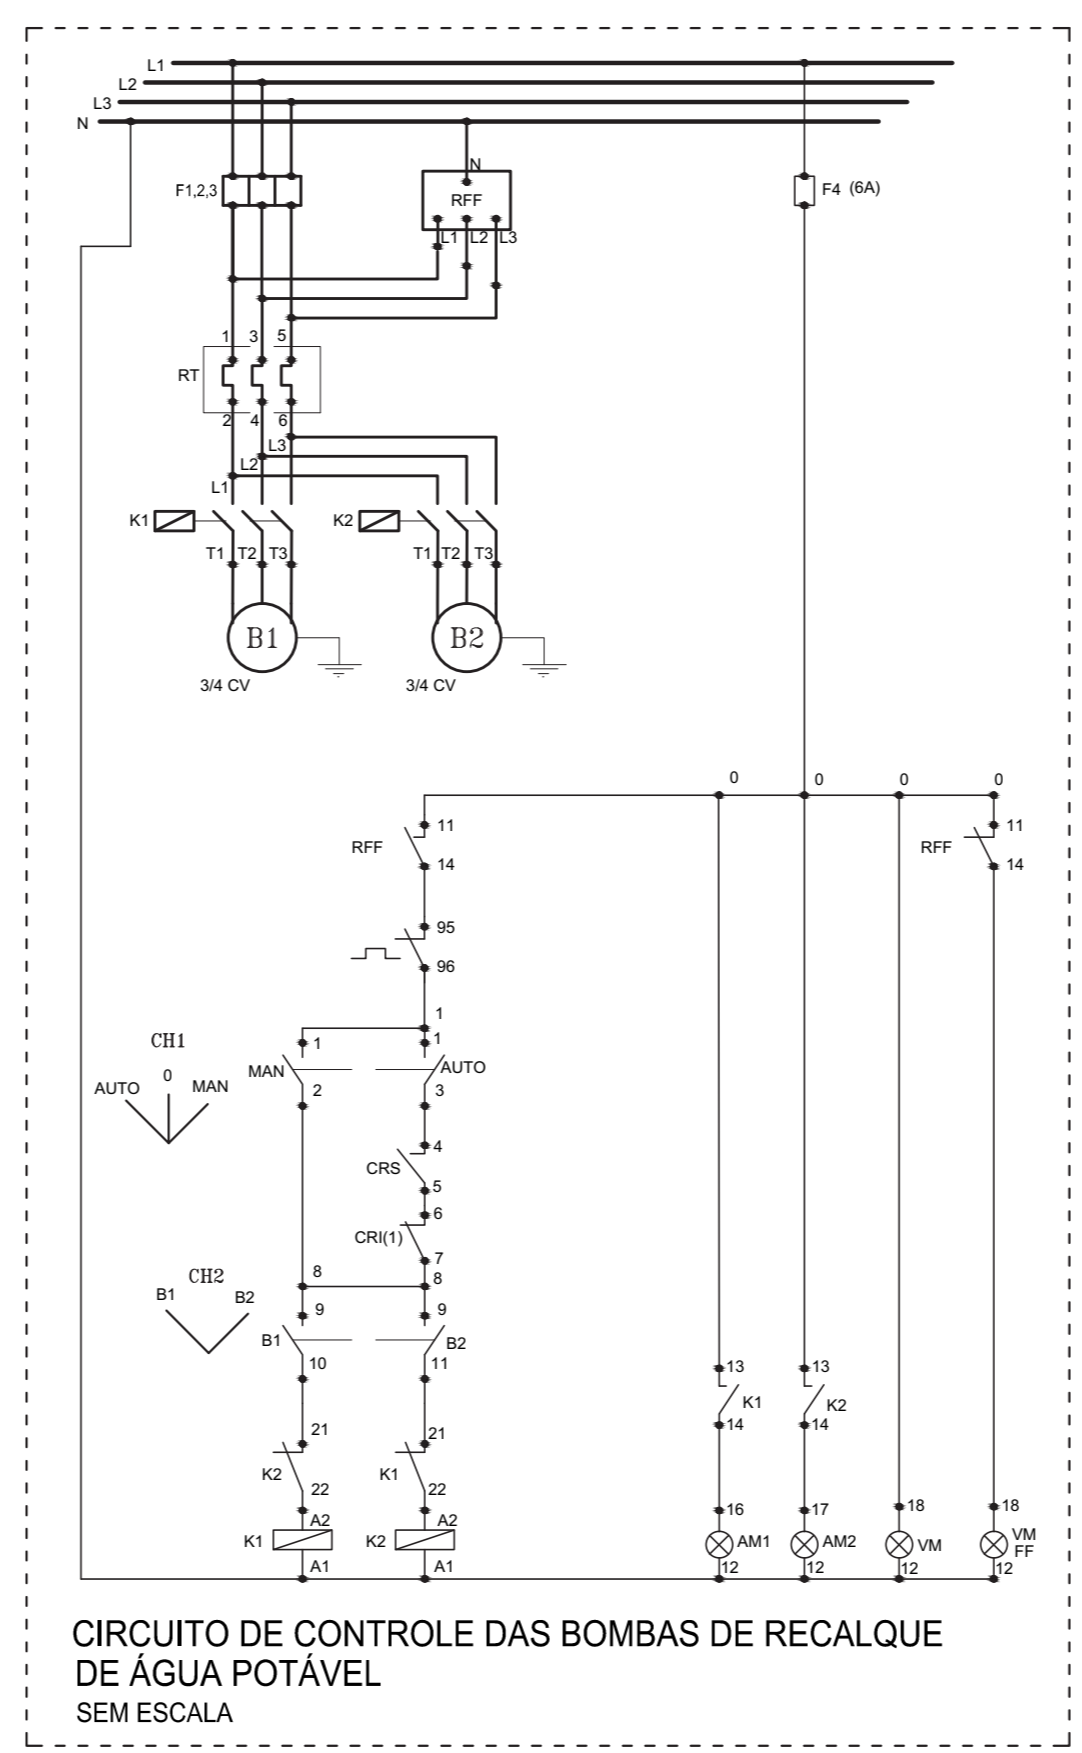 L1
L2
L3
N
F1,2,3
N
RFF
L1 L2 L3
F4 (6A)
1 3 5
RT
2 4 6
L3
L2
L1
K1
K2
T1 T2 T3
T1 T2 T3
B1
B2
3/4 CV
3/4 CV
0
0
0
0
11
RFF
14
11
RFF
14
95
96
1
CH1
AUTO
0
MAN
1
1
MAN
AUTO
2
3
4
CRS
5
6
CRI(1)
7
8
8
CH2
B1
B2
9
9
B1
B2
10
11
13
13
K1
K2
14
14
21
21
K2
K1
22
22
16
17
18
18
A2
A2
K1
K2
A1
A1
AM1
AM2
VM
VM
FF
12
12
12
12
CIRCUITO DE CONTROLE DAS BOMBAS DE RECALQUE
DE ÁGUA POTÁVEL
SEM ESCALA